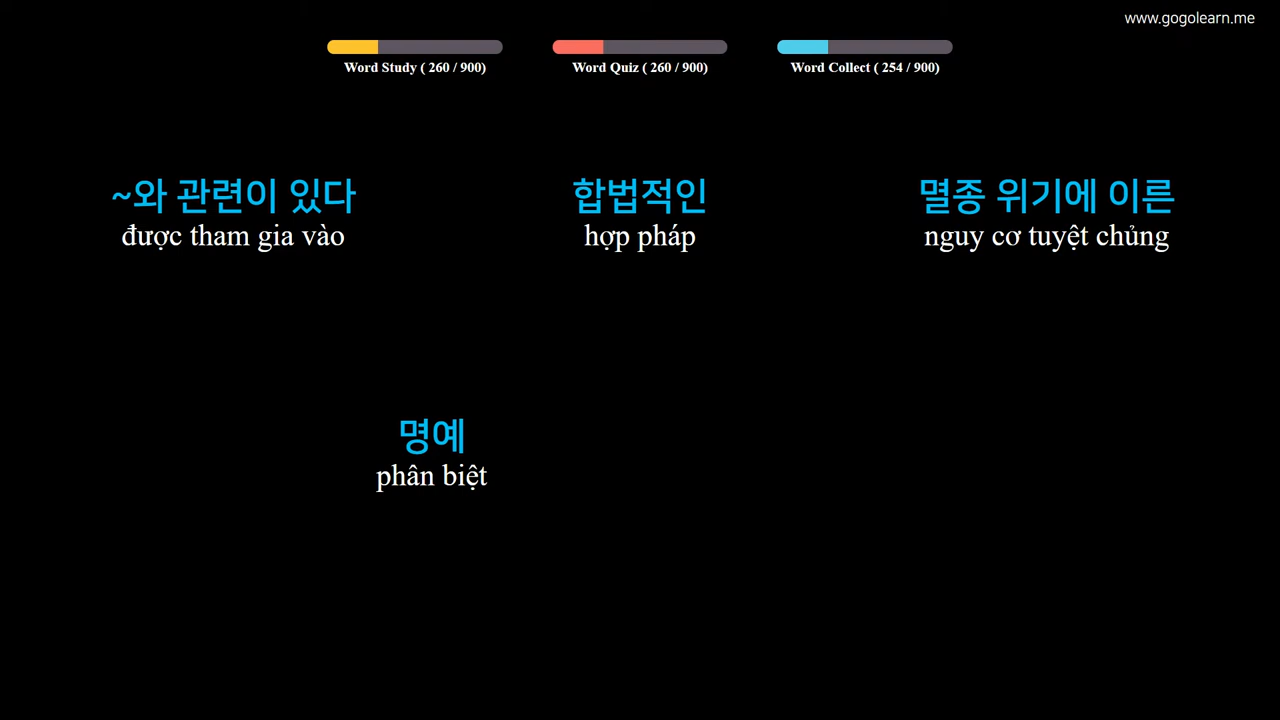 www.gogolearn.me
Word Study ( 260 / 900)
Word Quiz ( 260 / 900)
Word Collect ( 254 / 900)
~와 관련이 있다
được tham gia vào
합법적인
hợp pháp
멸종 위기에 이른
nguy cơ tuyệt chủng
명예
phân biệt